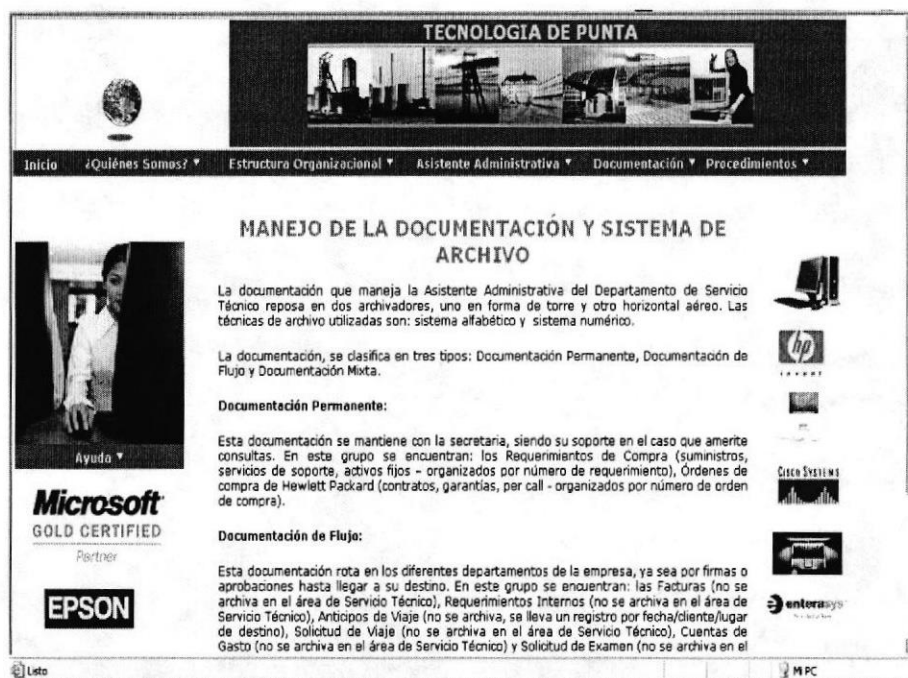 TECNOLOGIA DE PUNTA
Inicio ¿Quiénes Somos? Estructura Organizacional Asistente Administrativa Documentación Procedimientos
MANEJO DE LA DOCUMENTACIÓN Y SISTEMA DE
ARCHIVO
La documentación que maneja la Asistente Administrativa del Departamento de Servicio
Técnico reposa en dos archivadores, uno en forma de torre y otro horizontal aéreo. Las
técnicas de archivo utilizadas son: sistema alfabético y sistema numérico.
La documentación, se clasifica en tres tipos: Documentación Permanente, Documentación de
Flujo y Documentación Mixta.
Documentación Permanente:
Esta documentación se mantiene con la secretaria, siendo su soporte en el caso que amerite
consultas. En este grupo se encuentran: los Requerimientos de Compra (suministros,
servicios de soporte, activos fijos – organizados por número de requerimiento), Órdenes de
compra de Hewlett Packard (contratos, garantías, per call - organizados por número de orden
de compra).
Documentación de Flujo:
Esta documentación rota en los diferentes departamentos de la empresa, ya sea por firmas o
aprobaciones hasta llegar a su destino. En este grupo se encuentran: las Facturas (no se
archiva en el área de Servicio Técnico), Requerimientos Internos (no se archiva en el área de
Servicio Técnico), Anticipos de Viaje (no se archiva, se lleva un registro por fecha/cliente/lugar
de destino), Solicitud de Viaje (no se archiva en el área de Servicio Técnico), Cuentas de
Gasto (no se archiva en el área de Servicio Técnico) y Solicitud de Examen (no se archiva en el
Ayuda
Microsoft
GOLD CERTIFIED
Partner
EPSON
hp
invent
CISCO SYSTEMS
enterasys
Listo
Mi PC